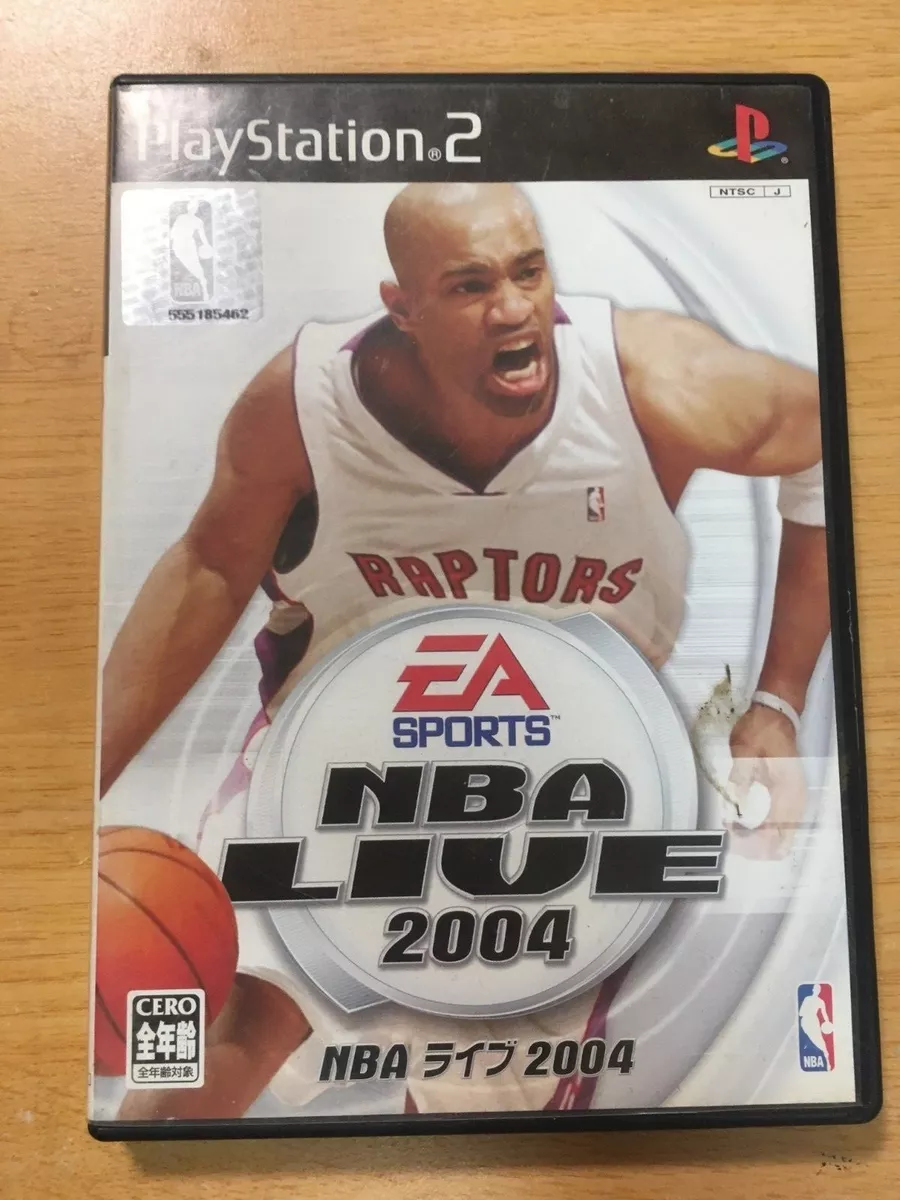 PlayStation®2
NTSC J
NBA
555185462
RAPTORS
EA
SPORTS™
NBA
LIVE
2004
CERO
全年齢
全年齢対象
NBA ライブ 2004
NBA